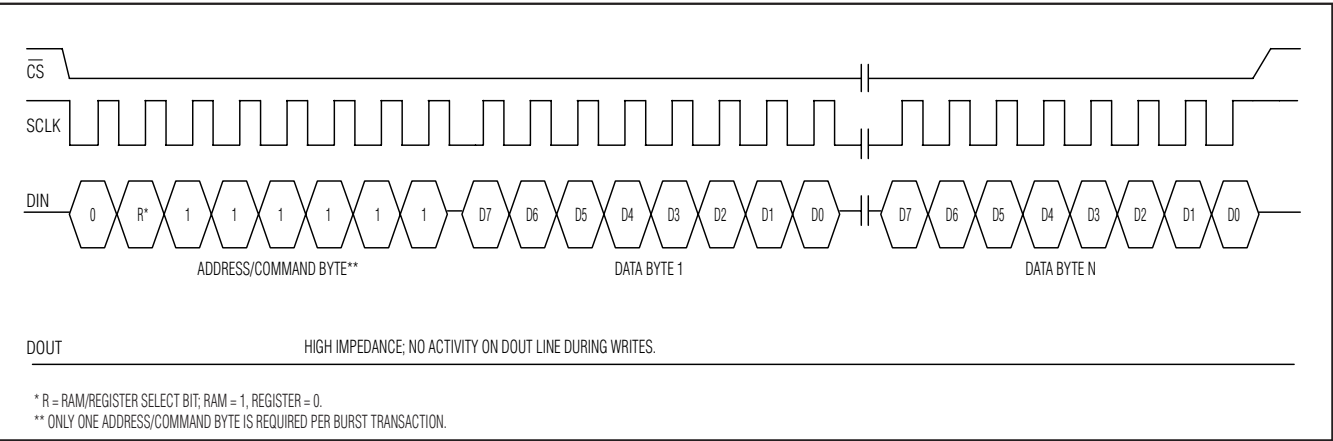 CS
SCLK
DIN 0 R* 1 1 1 1 1 1 D7 D6 D5 D4 D3 D2 D1 D0 D7 D6 D5 D4 D3 D2 D1 D0
ADDRESS/COMMAND BYTE** DATA BYTE 1 DATA BYTE N
DOUT HIGH IMPEDANCE; NO ACTIVITY ON DOUT LINE DURING WRITES.
* R = RAM/REGISTER SELECT BIT; RAM = 1, REGISTER = 0.
** ONLY ONE ADDRESS/COMMAND BYTE IS REQUIRED PER BURST TRANSACTION.